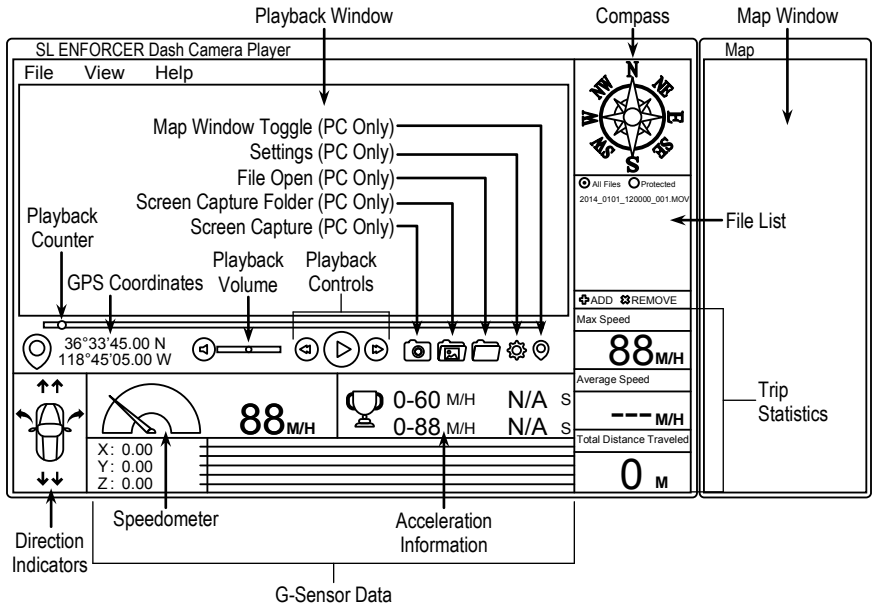 Playback Window
Compass
Map Window
SL ENFORCER Dash Camera Player
Map
File View Help
N
NE
E
SE
S
SW
W
NW
Map Window Toggle (PC Only)
Settings (PC Only)
File Open (PC Only)
Screen Capture Folder (PC Only)
Screen Capture (PC Only)
All Files Protected
2014_0101_120000_001.MOV
File List
Playback
Counter
GPS Coordinates
Playback
Volume
Playback
Controls
ADD REMOVE
Max Speed
88 M/H
36°33'45.00 N
118°45'05.00 W
Average Speed
--- M/H
Trip
Statistics
88 M/H
0-60 M/H N/A S
0-88 M/H N/A S
Total Distance Traveled
0 M
X: 0.00
Y: 0.00
Z: 0.00
Direction
Indicators
Speedometer
Acceleration
Information
G-Sensor Data